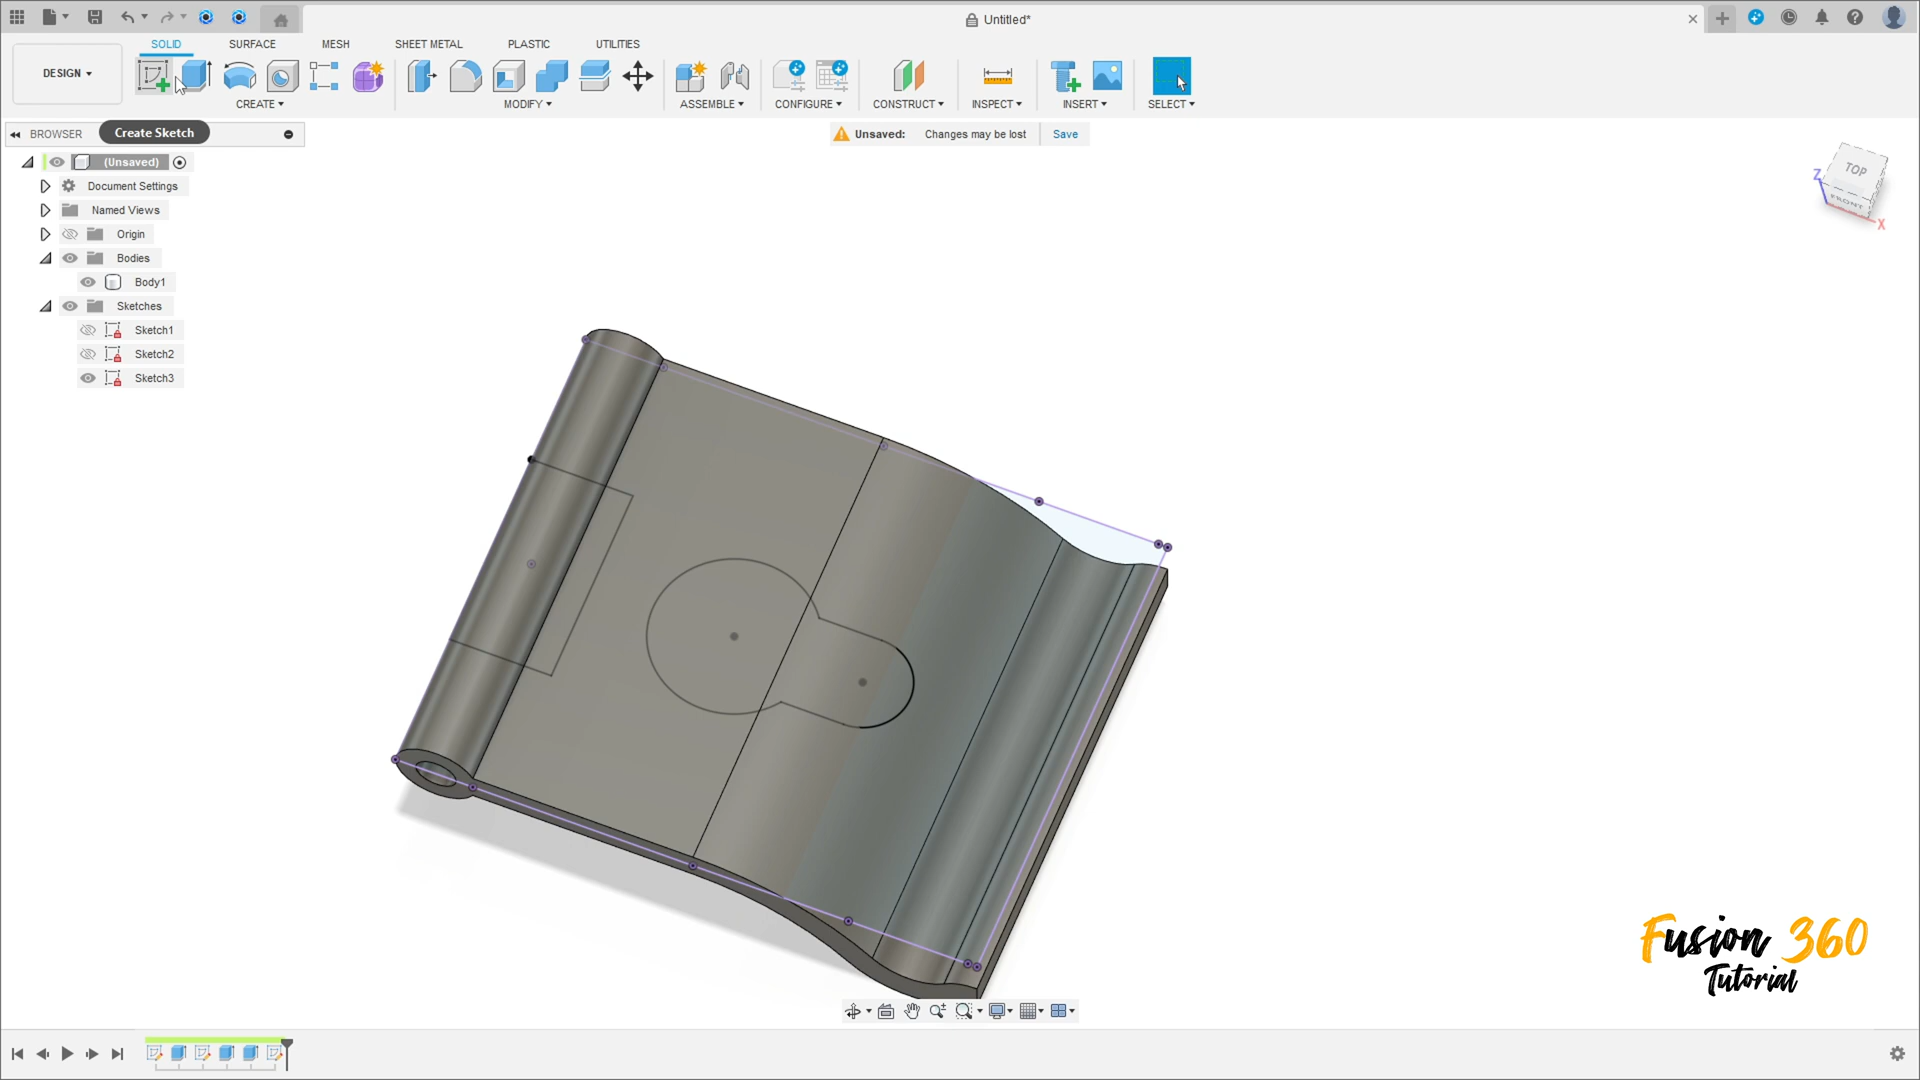 Untitled*
DESIGN
SOLID
SURFACE
MESH
SHEET METAL
PLASTIC
UTILITIES
CREATE
MODIFY
ASSEMBLE
CONFIGURE
CONSTRUCT
INSPECT
INSERT
SELECT
BROWSER
Create Sketch
Unsaved: Changes may be lost Save
(Unsaved)
Document Settings
Named Views
Origin
Bodies
Body1
Sketches
Sketch1
Sketch2
Sketch3
TOP
FRONT
Z
X
Fusion 360
Tutorial